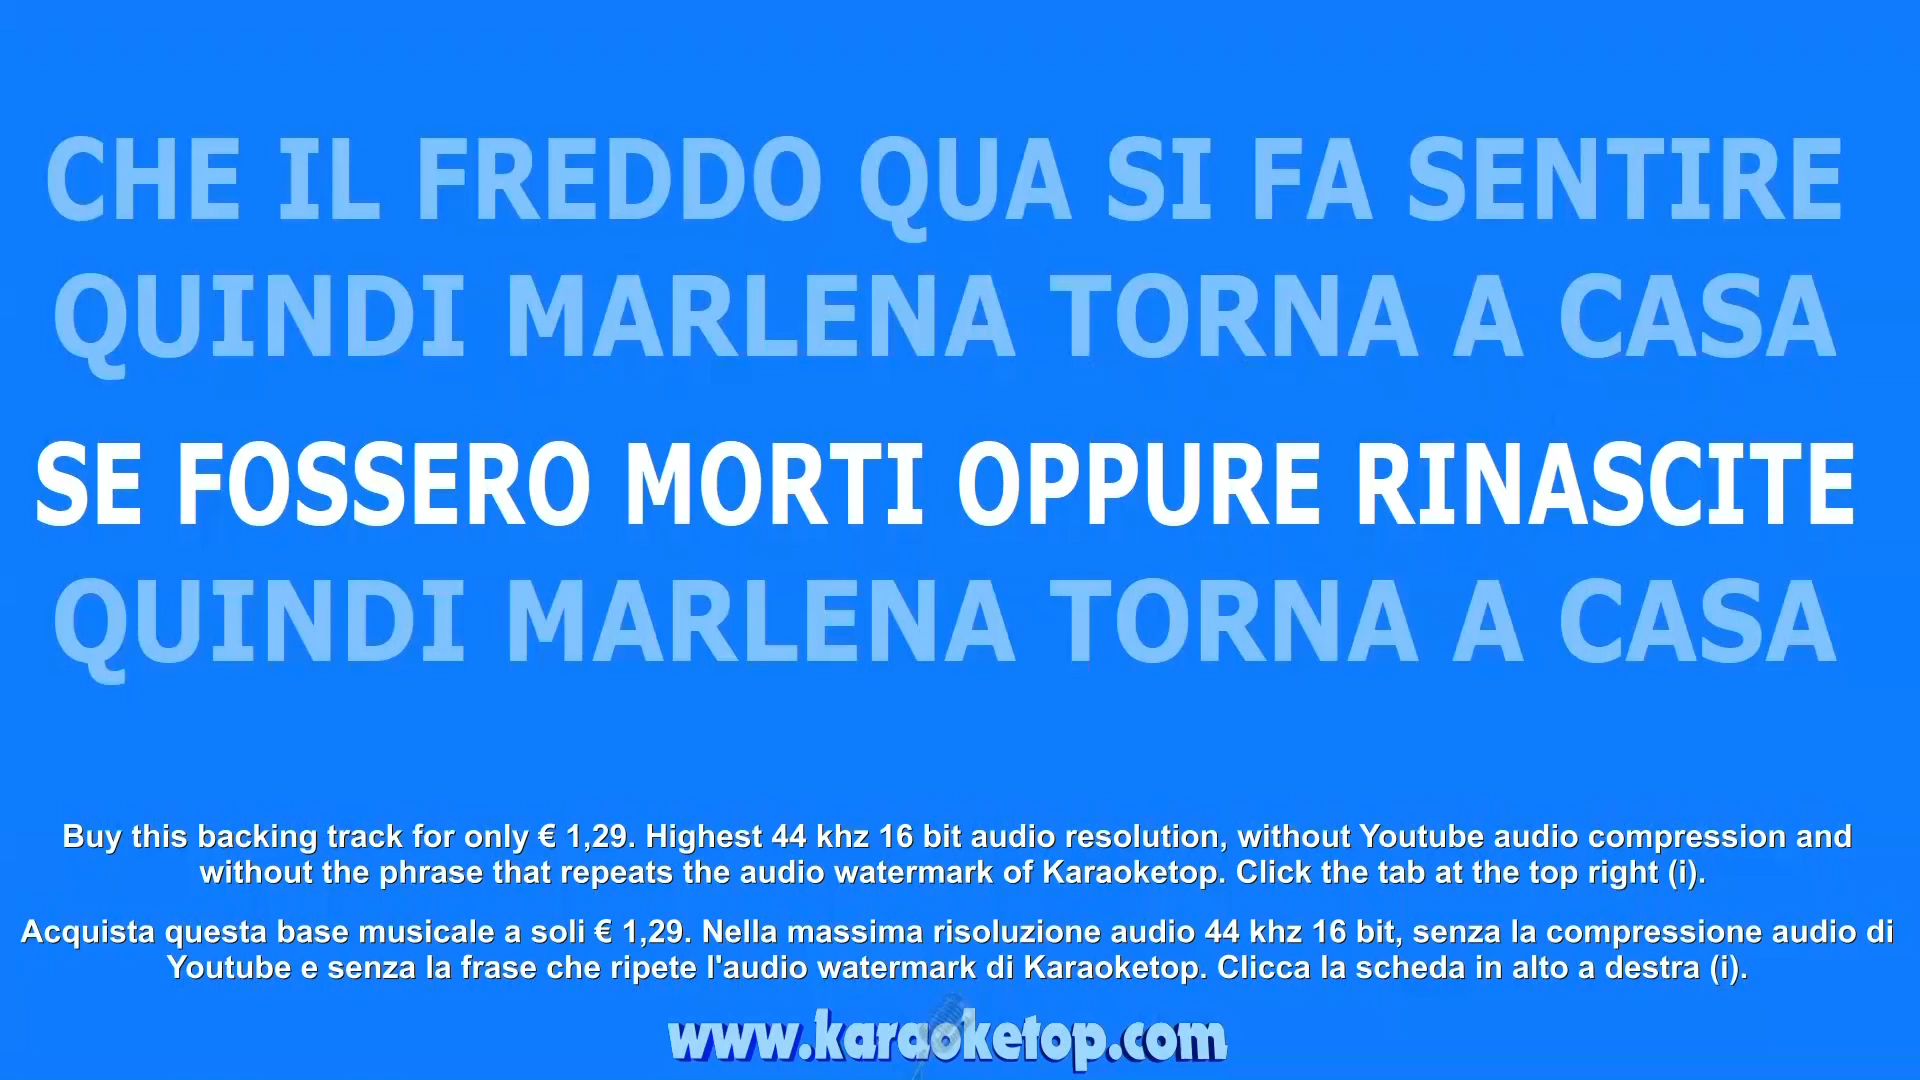 CHE IL FREDDO QUA SI FA SENTIRE
QUINDI MARLENA TORNA A CASA
SE FOSSERO MORTI OPPURE RINASCITE
QUINDI MARLENA TORNA A CASA
Buy this backing track for only € 1,29. Highest 44 khz 16 bit audio resolution, without Youtube audio compression and
without the phrase that repeats the audio watermark of Karaoketop. Click the tab at the top right (i).
Acquista questa base musicale a soli € 1,29. Nella massima risoluzione audio 44 khz 16 bit, senza la compressione audio di
Youtube e senza la frase che ripete l'audio watermark di Karaoketop. Clicca la scheda in alto a destra (i).
www.karaoketop.com